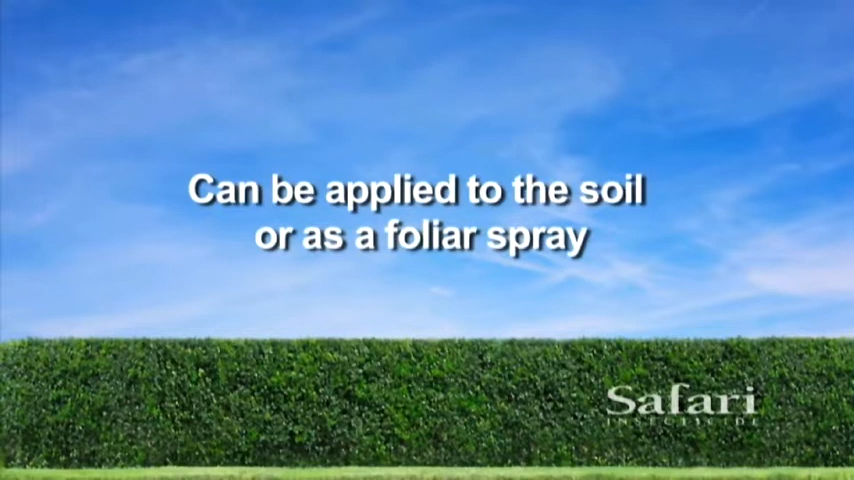 Can be applied to the soil
or as a foliar spray
Safari
INSECTICIDE